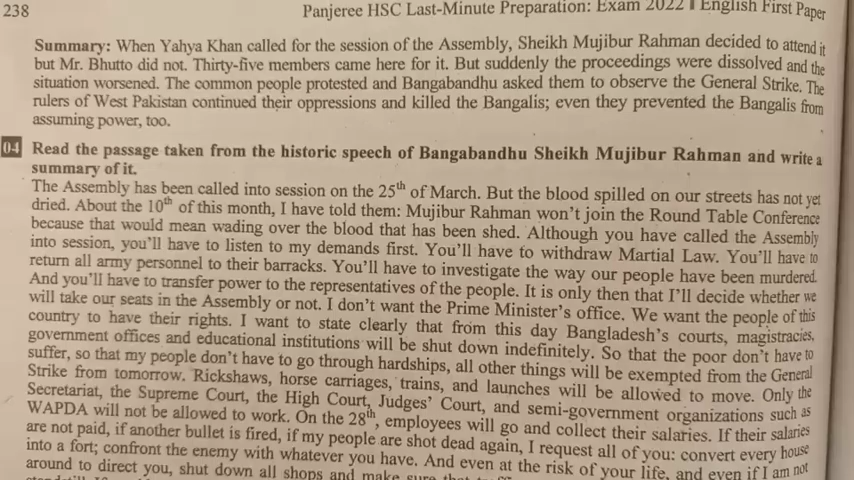 238
Panjeree HSC Last-Minute Preparation: Exam 2022 ▌English First Paper
Summary: When Yahya Khan called for the session of the Assembly, Sheikh Mujibur Rahman decided to attend it
but Mr. Bhutto did not. Thirty-five members came here for it. But suddenly the proceedings were dissolved and the
situation worsened. The common people protested and Bangabandhu asked them to observe the General Strike. The
rulers of West Pakistan continued their oppressions and killed the Bangalis; even they prevented the Bangalis from
assuming power, too.
04 Read the passage taken from the historic speech of Bangabandhu Sheikh Mujibur Rahman and write a
summary of it.
The Assembly has been called into session on the 25th of March. But the blood spilled on our streets has not yet
dried. About the 10th of this month, I have told them: Mujibur Rahman won't join the Round Table Conference
because that would mean wading over the blood that has been shed. Although you have called the Assembly
into session, you'll have to listen to my demands first. You'll have to withdraw Martial Law. You'll have to
return all army personnel to their barracks. You'll have to investigate the way our people have been murdered.
And you'll have to transfer power to the representatives of the people. It is only then that I'll decide whether we
will take our seats in the Assembly or not. I don't want the Prime Minister's office. We want the people of this
country to have their rights. I want to state clearly that from this day Bangladesh's courts, magistracies,
government offices and educational institutions will be shut down indefinitely. So that the poor don't have to
suffer, so that my people don't have to go through hardships, all other things will be exempted from the General
Strike from tomorrow. Rickshaws, horse carriages, trains, and launches will be allowed to move. Only the
Secretariat, the Supreme Court, the High Court, Judges' Court, and semi-government organizations such as
WAPDA will not be allowed to work. On the 28th, employees will go and collect their salaries. If their salaries
are not paid, if another bullet is fired, if my people are shot dead again, I request all of you: convert every house
into a fort; confront the enemy with whatever you have. And even at the risk of your life, and even if I am not
around to direct you, shut down all shops and make sure that